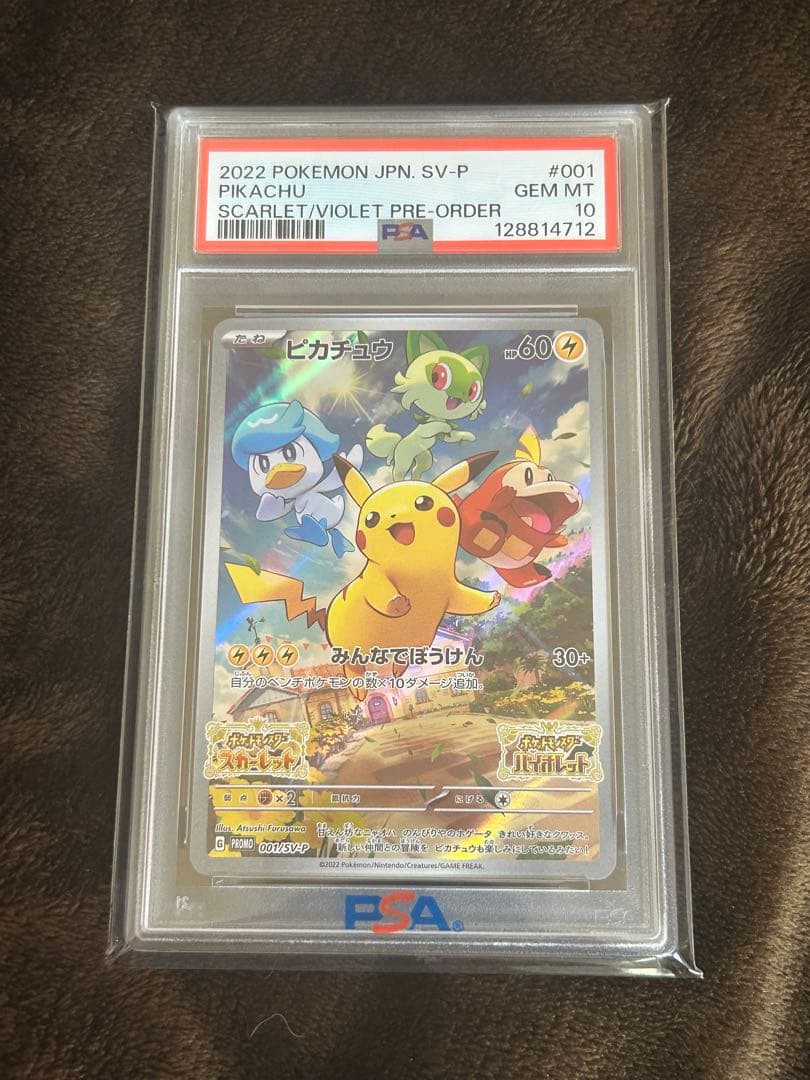 2022 POKEMON JPN. SV-P #001
PIKACHU GEM MT
SCARLET/VIOLET PRE-ORDER 10
PSA 128814712
たね ピカチュウ HP60
みんなでぼうけん 30+
自分のベンチポケモンの数×10ダメージ追加。
ポケットモンスター スカーレット
ポケットモンスター バイオレット
弱点 ×2 抵抗力 にげる
Illus. Atsushi Furusawa
甘えん坊なニャオハ のんびりやのホゲータ きれい好きなクワッス。
新しい仲間との冒険を ピカチュウも楽しみにしているみたい!
G PROMO 001/SV-P
©2022 Pokémon/Nintendo/Creatures/GAME FREAK.
PSA